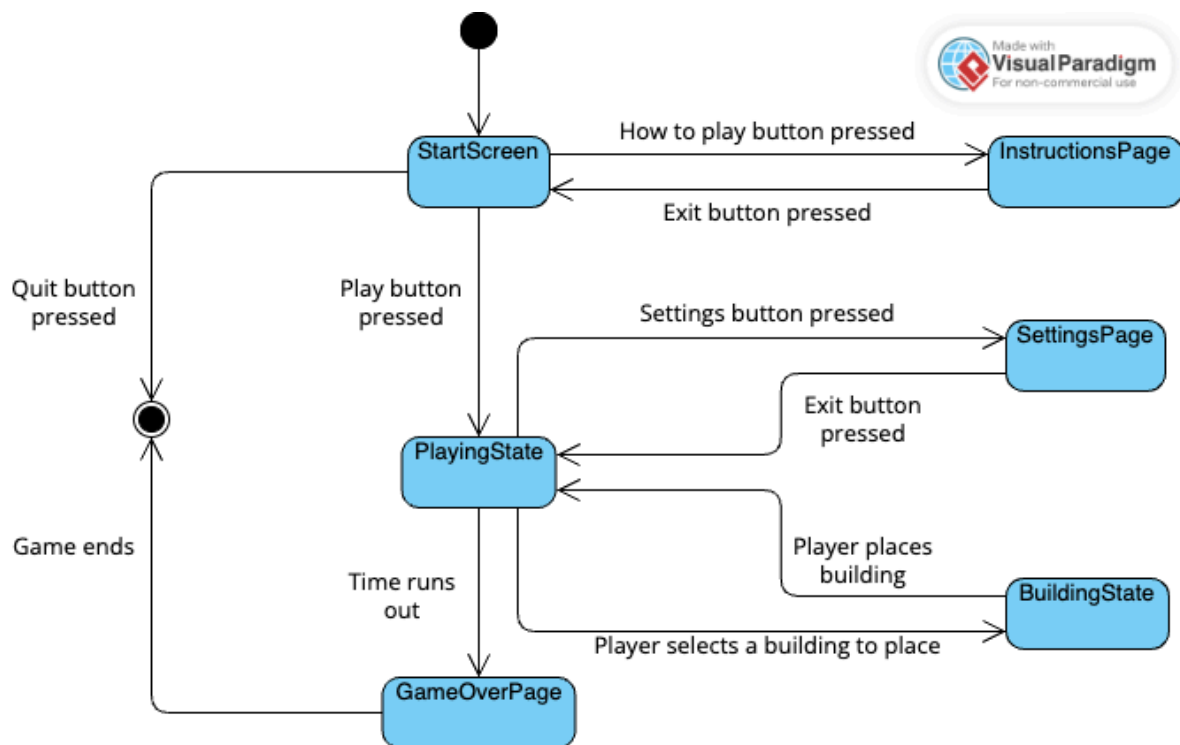 Made with
Visual Paradigm
For non-commercial use
How to play button pressed
StartScreen
InstructionsPage
Exit button pressed
Quit button
pressed
Play button
pressed
Settings button pressed
SettingsPage
Exit button
pressed
PlayingState
Game ends
Time runs
out
Player places
building
BuildingState
Player selects a building to place
GameOverPage